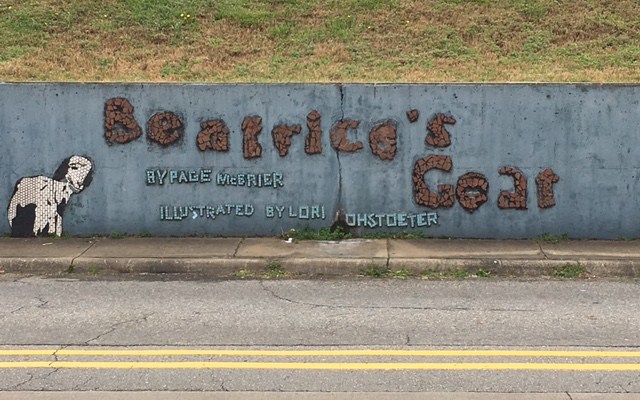 Beatrice's
Goat
BY PAGE McBRIER
ILLUSTRATED BY LORI LOHSTOETER